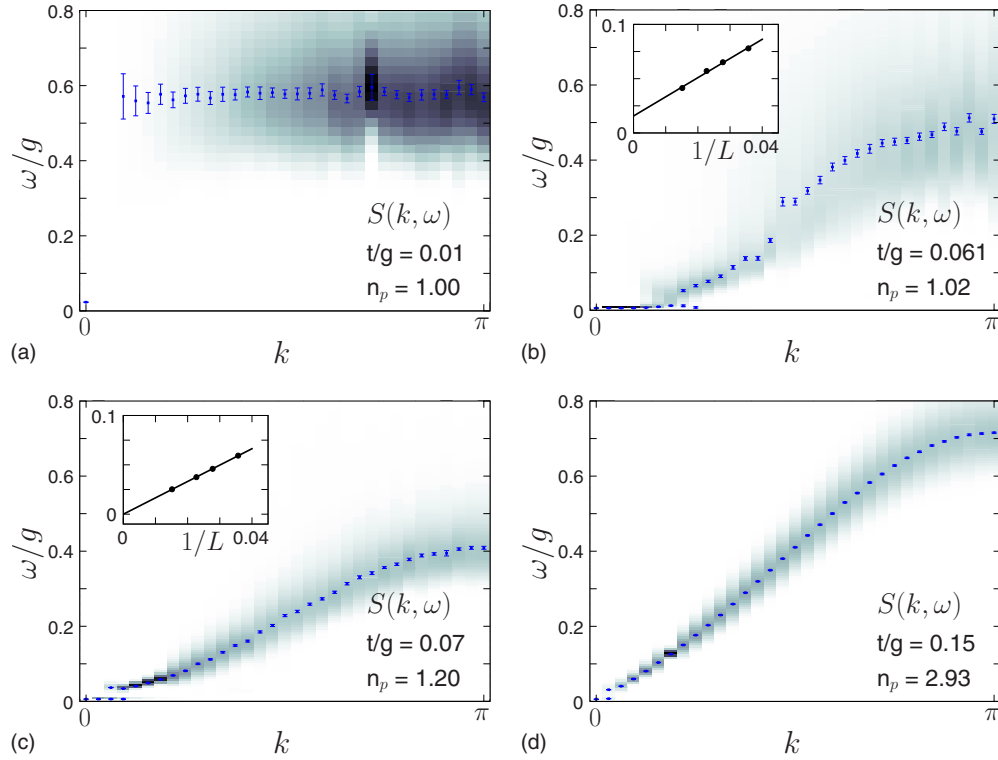 0.8
0.6
0.4
0.2
0
ω/g
S(k, ω)
t/g = 0.01
n_p = 1.00
0
π
k
(a)
0.8
0.6
0.4
0.2
0
ω/g
0.1
0
0
1/L
0.04
S(k, ω)
t/g = 0.061
n_p = 1.02
0
π
k
(b)
0.8
0.6
0.4
0.2
0
ω/g
0.1
0
0
1/L
0.04
S(k, ω)
t/g = 0.07
n_p = 1.20
0
π
k
(c)
0.8
0.6
0.4
0.2
0
ω/g
S(k, ω)
t/g = 0.15
n_p = 2.93
0
π
k
(d)